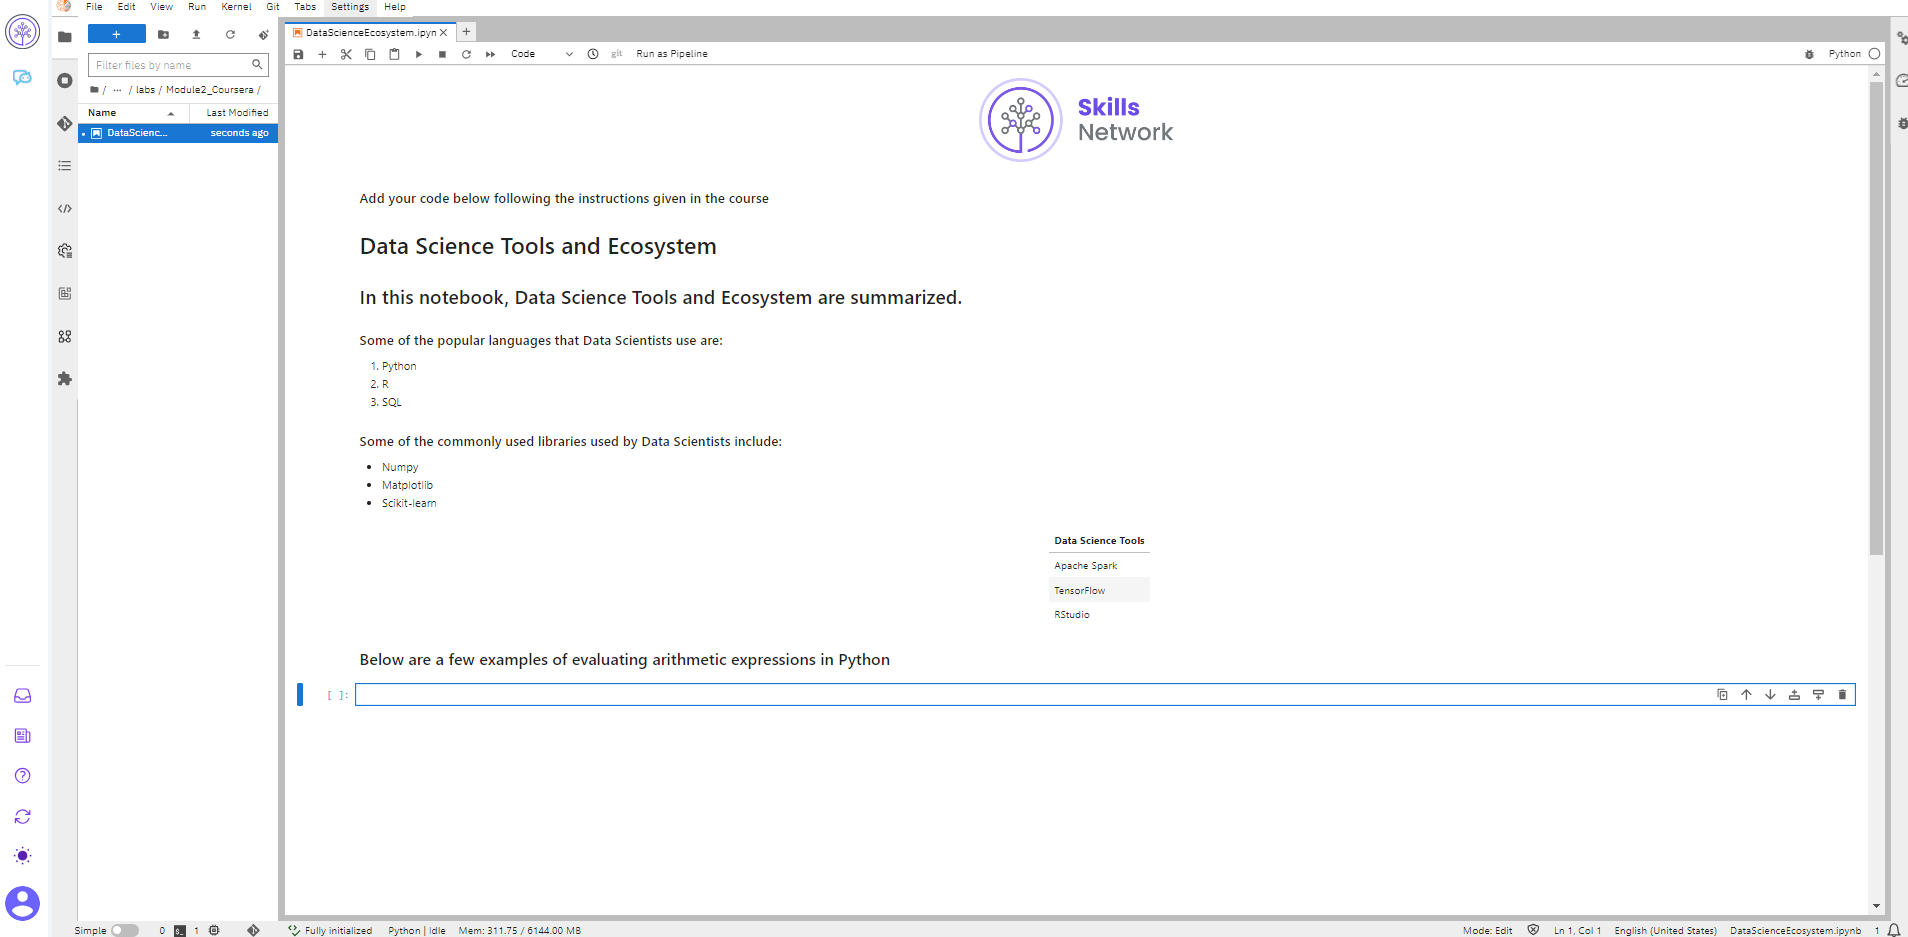 File Edit View Run Kernel Git Tabs Settings Help
+
Filter files by name
/ ··· / labs / Module2_Coursera /
Name Last Modified
DataScienc... seconds ago
DataScienceEcosystem.ipyn
Code git Run as Pipeline Python
Skills
Network
Add your code below following the instructions given in the course
Data Science Tools and Ecosystem
In this notebook, Data Science Tools and Ecosystem are summarized.
Some of the popular languages that Data Scientists use are:
1. Python
2. R
3. SQL
Some of the commonly used libraries used by Data Scientists include:
• Numpy
• Matplotlib
• Scikit-learn
Data Science Tools
Apache Spark
TensorFlow
RStudio
Below are a few examples of evaluating arithmetic expressions in Python
[ ]:
Simple 0 1 Fully initialized Python | Idle Mem: 311.75 / 6144.00 MB Mode: Edit Ln 1, Col 1 English (United States) DataScienceEcosystem.ipynb 1